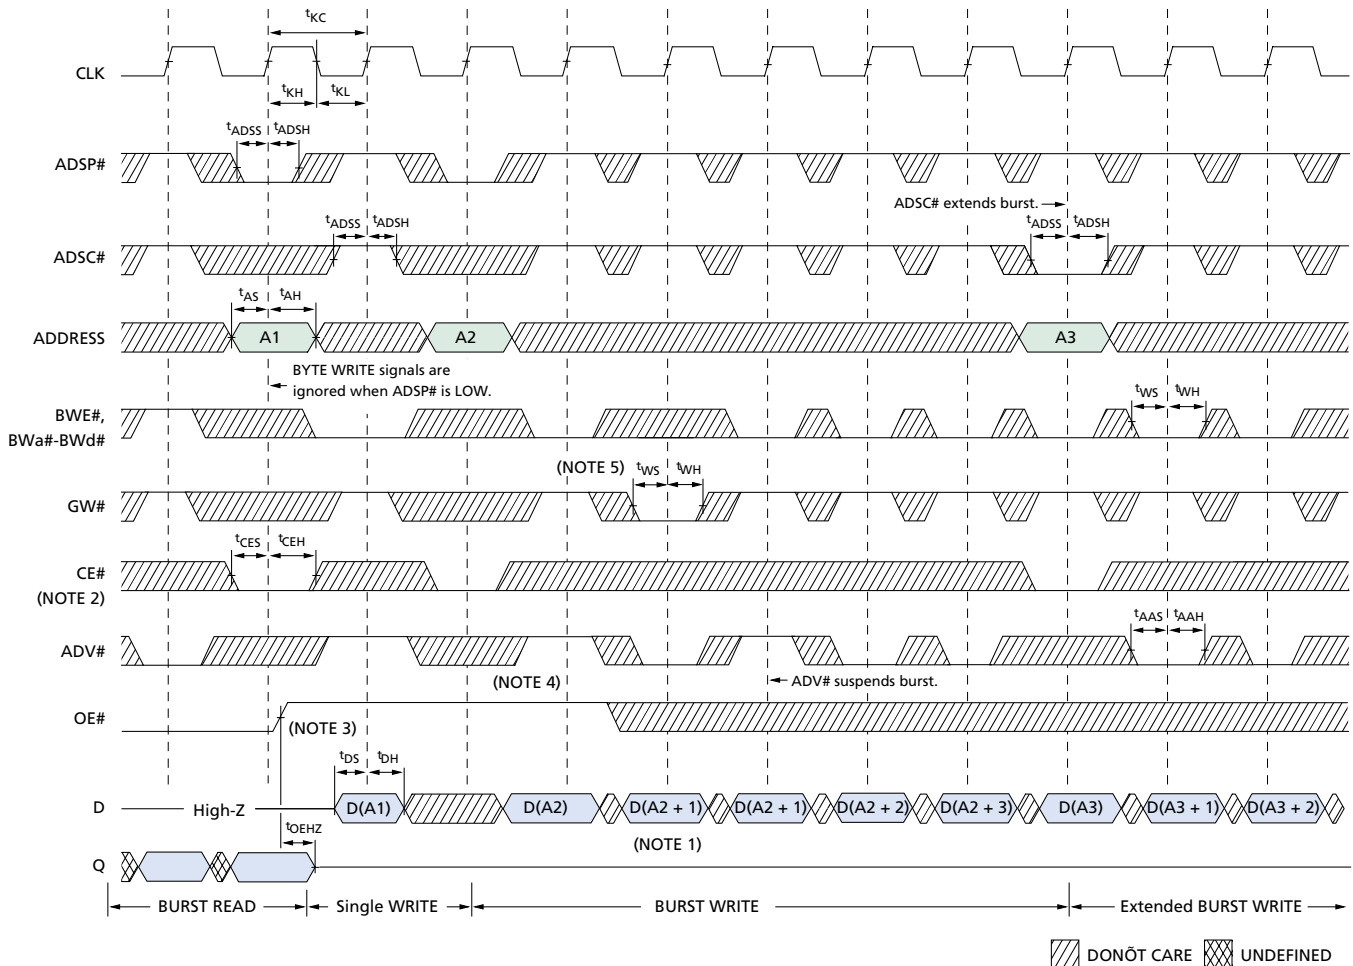 tKC
CLK
tKH tKL
tADSS tADSH
ADSP#
ADSC# extends burst.
tADSS tADSH
tADSS tADSH
ADSC#
tAS tAH
ADDRESS
A1 A2 A3
BYTE WRITE signals are
ignored when ADSP# is LOW.
BWE#,
BWa#-BWd#
tWS tWH
(NOTE 5) tWS tWH
GW#
tCES tCEH
CE#
(NOTE 2)
tAAS tAAH
ADV#
(NOTE 4)
ADV# suspends burst.
OE#
(NOTE 3)
tDS tDH
D High-Z D(A1) D(A2) D(A2 + 1) D(A2 + 1) D(A2 + 2) D(A2 + 3) D(A3) D(A3 + 1) D(A3 + 2)
tOEHZ
(NOTE 1)
Q
BURST READ Single WRITE BURST WRITE Extended BURST WRITE
DONÕT CARE UNDEFINED